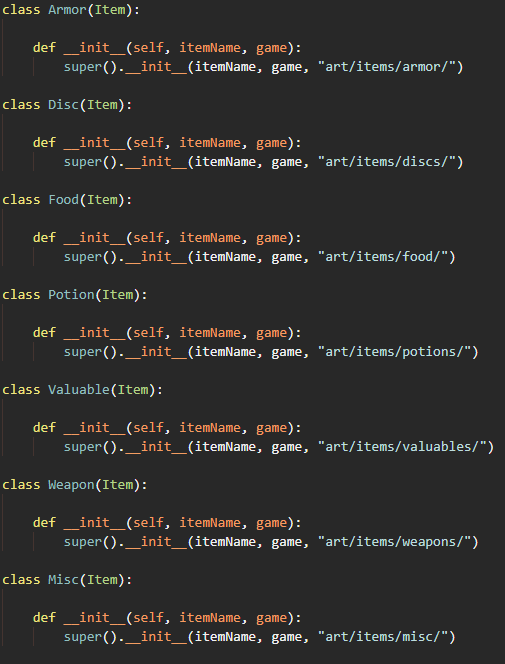 class Armor(Item):
def __init__(self, itemName, game):
super().__init__(itemName, game, "art/items/armor/")
class Disc(Item):
def __init__(self, itemName, game):
super().__init__(itemName, game, "art/items/discs/")
class Food(Item):
def __init__(self, itemName, game):
super().__init__(itemName, game, "art/items/food/")
class Potion(Item):
def __init__(self, itemName, game):
super().__init__(itemName, game, "art/items/potions/")
class Valuable(Item):
def __init__(self, itemName, game):
super().__init__(itemName, game, "art/items/valuables/")
class Weapon(Item):
def __init__(self, itemName, game):
super().__init__(itemName, game, "art/items/weapons/")
class Misc(Item):
def __init__(self, itemName, game):
super().__init__(itemName, game, "art/items/misc/")